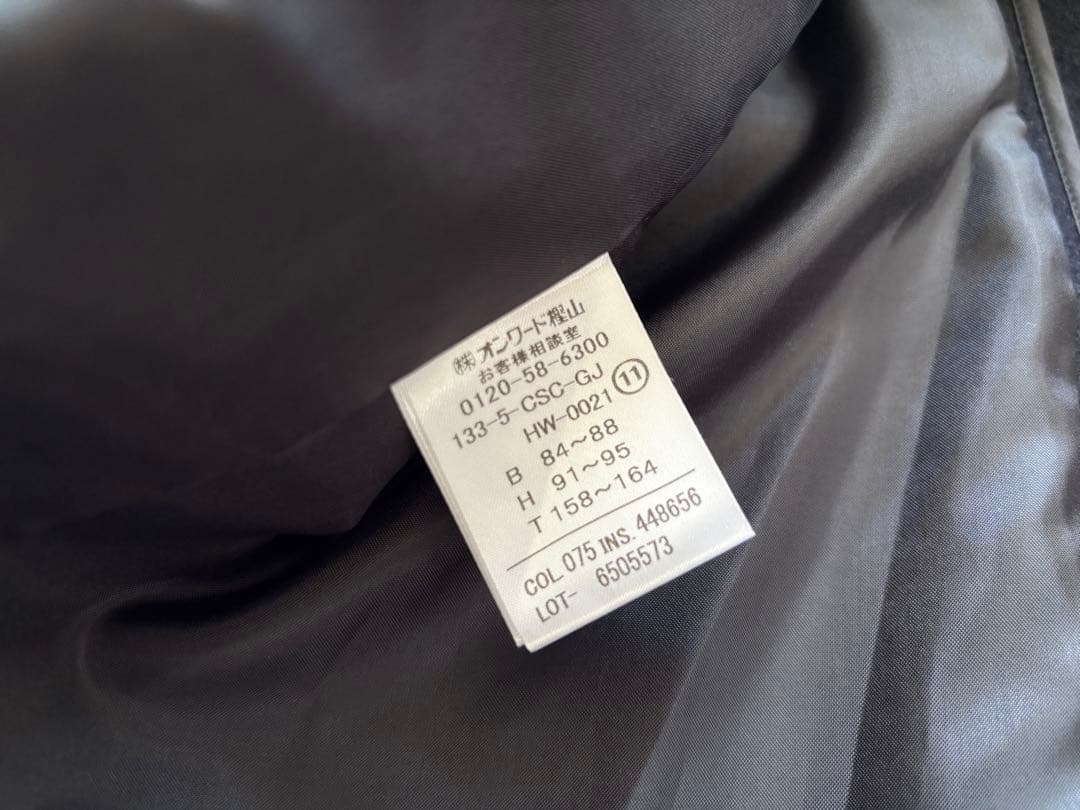 ㈱オンワード樫山
お客様相談室
0120-58-6300
133-5-CSC-GJ ⑪
HW-0021
B 84～88
H 91～95
T 158～164
COL 075 INS. 448656
LOT- 6505573